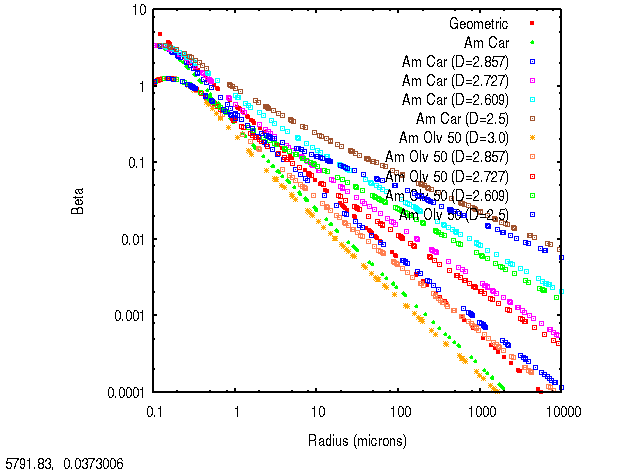 10
1
0.1
0.01
0.001
0.0001
Beta
Geometric
Am Car
Am Car (D=2.857)
Am Car (D=2.727)
Am Car (D=2.609)
Am Car (D=2.5)
Am Olv 50 (D=3.0)
Am Olv 50 (D=2.857)
Am Olv 50 (D=2.727)
Am Olv 50 (D=2.609)
Am Olv 50 (D=2.5)
0.1 1 10 100 1000 10000
Radius (microns)
5791.83, 0.0373006